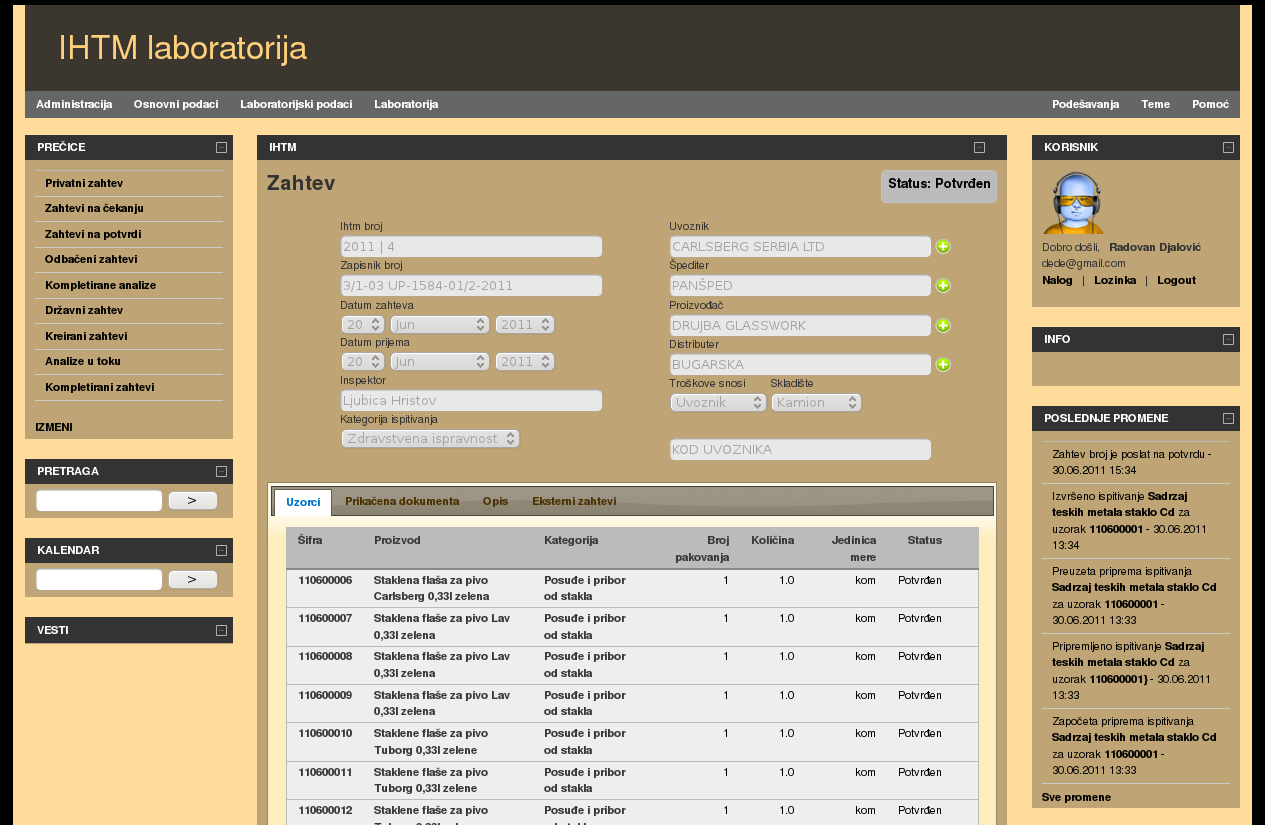 IHTM laboratorija
Administracija Osnovni podaci Laboratorijski podaci Laboratorija Podešavanja Teme Pomoć
PREČICE
Privatni zahtev
Zahtevi na čekanju
Zahtevi na potvrdi
Odbačeni zahtevi
Kompletirane analize
Državni zahtev
Kreirani zahtevi
Analize u toku
Kompletirani zahtevi
IZMENI
PRETRAGA
>
KALENDAR
>
VESTI
IHTM
Zahtev
Status: Potvrđen
Ihtm broj
2011 | 4
Zapisnik broj
3/1-03 UP-1584-01/2-2011
Datum zahteva
20 Jun 2011
Datum prijema
20 Jun 2011
Inspektor
Ljubica Hristov
Kategorija ispitivanja
Zdravstvena ispravnost
Uvoznik
CARLSBERG SERBIA LTD
Špediter
PANŠPED
Proizvođač
DRUJBA GLASSWORK
Distributer
BUGARSKA
Troškove snosi Skladište
Uvoznik Kamion
KOD UVOZNIKA
Uzorci Prikačena dokumenta Opis Eksterni zahtevi
Šifra Proizvod Kategorija Broj Količina Jedinica Status
pakovanja mere
110600006 Staklena flaša za pivo Posuđe i pribor 1 1.0 kom Potvrđen
Carlsberg 0,33l zelena od stakla
110600007 Staklena flaše za pivo Lav Posuđe i pribor 1 1.0 kom Potvrđen
0,33l zelena od stakla
110600008 Staklena flaše za pivo Lav Posuđe i pribor 1 1.0 kom Potvrđen
0,33l zelena od stakla
110600009 Staklena flaše za pivo Lav Posuđe i pribor 1 1.0 kom Potvrđen
0,33l zelena od stakla
110600010 Staklene flaše za pivo Posuđe i pribor 1 1.0 kom Potvrđen
Tuborg 0,33l zelene od stakla
110600011 Staklene flaše za pivo Posuđe i pribor 1 1.0 kom Potvrđen
Tuborg 0,33l zelene od stakla
110600012 Staklene flaše za pivo Posuđe i pribor 1 1.0 kom Potvrđen
KORISNIK
Dobro došli, Radovan Djalović
dede@gmail.com
Nalog | Lozinka | Logout
INFO
POSLEDNJE PROMENE
Zahtev broj je poslat na potvrdu -
30.06.2011 15:34
Izvršeno ispitivanje Sadrzaj
teskih metala staklo Cd za
uzorak 110600001 - 30.06.2011
13:34
Preuzeta priprema ispitivanja
Sadrzaj teskih metala staklo Cd
za uzorak 110600001 -
30.06.2011 13:33
Pripremljeno ispitivanje Sadrzaj
teskih metala staklo Cd za
uzorak 110600001} - 30.06.2011
13:33
Započeta priprema ispitivanja
Sadrzaj teskih metala staklo Cd
za uzorak 110600001 -
30.06.2011 13:33
Sve promene